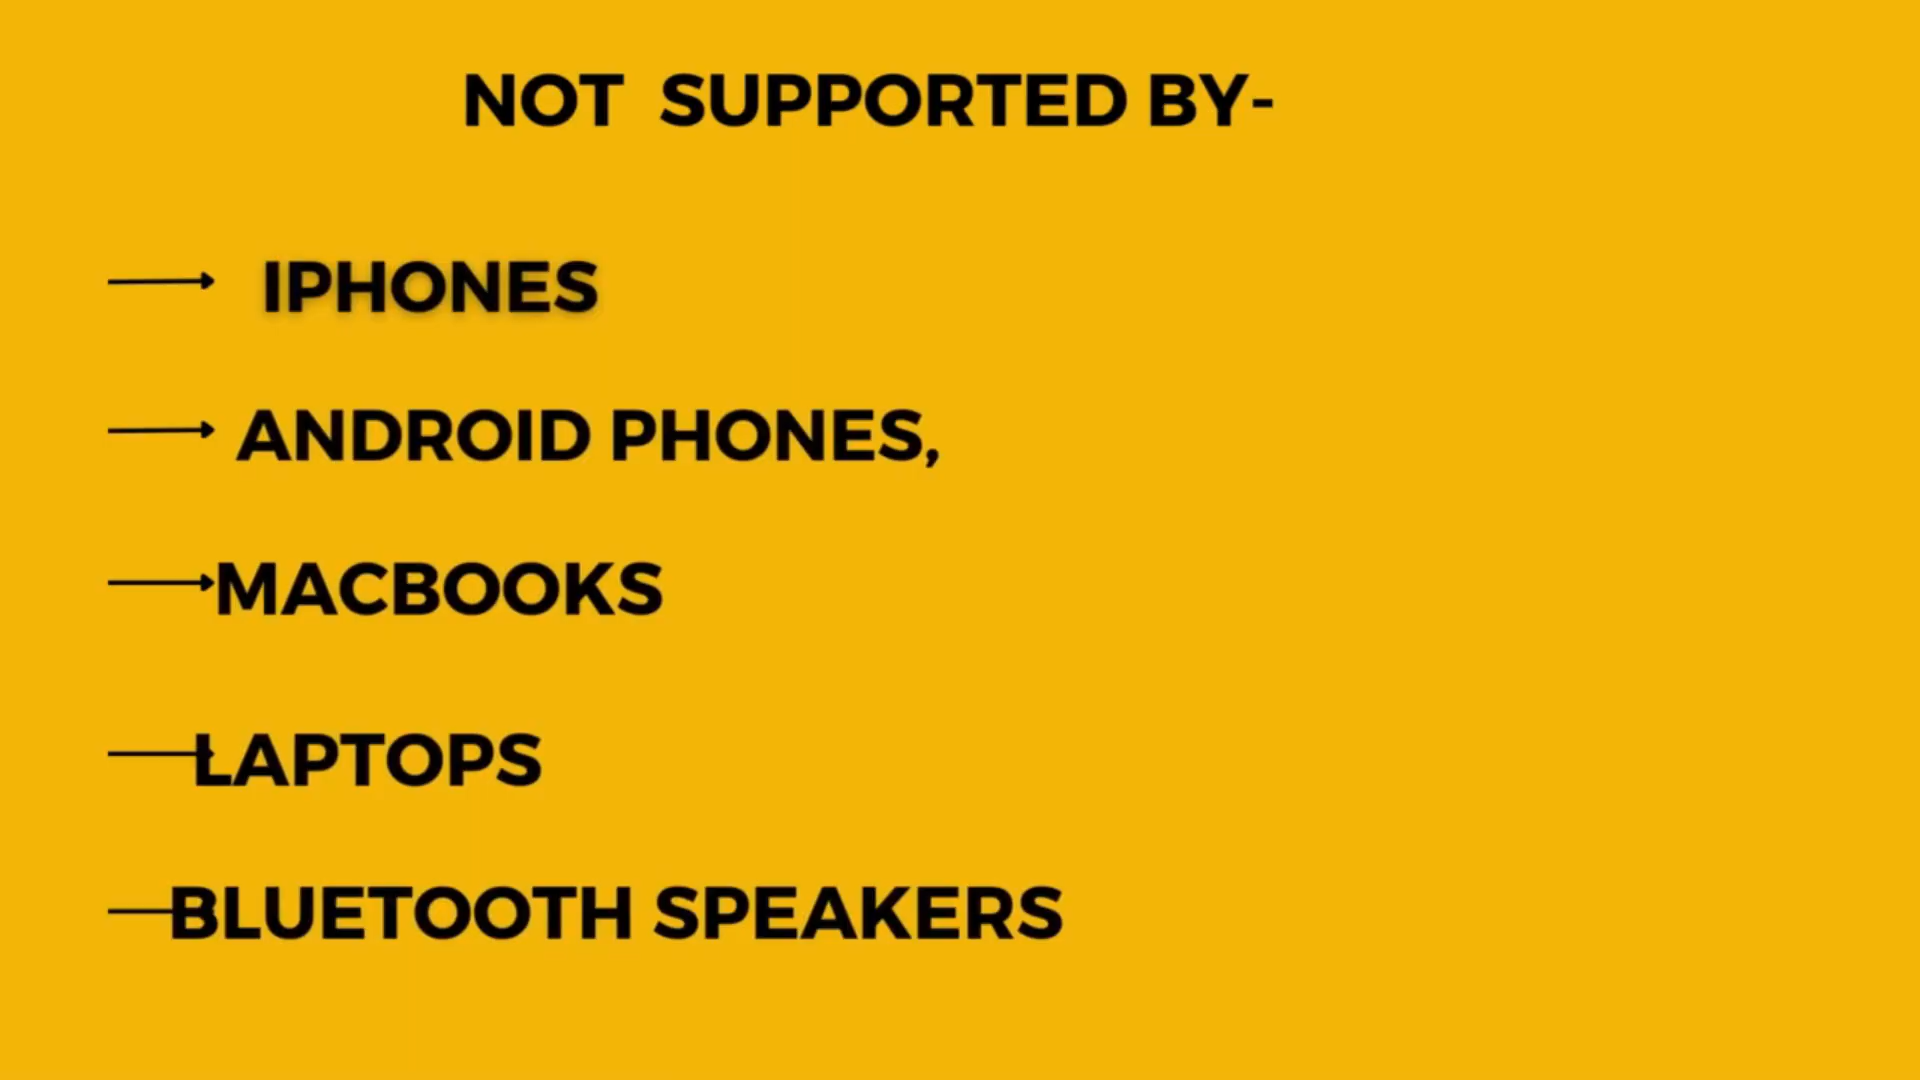 NOT SUPPORTED BY-
IPHONES
ANDROID PHONES,
MACBOOKS
LAPTOPS
BLUETOOTH SPEAKERS